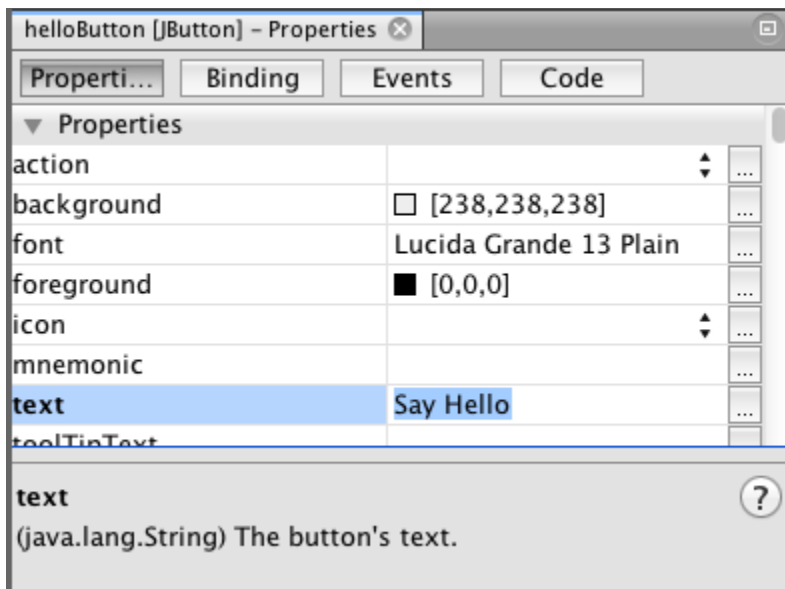 helloButton [JButton] – Properties
Properti... Binding Events Code
Properties
action ...
background [238,238,238] ...
font Lucida Grande 13 Plain ...
foreground [0,0,0] ...
icon ...
mnemonic ...
text Say Hello ...
toolTipText
text ?
(java.lang.String) The button's text.